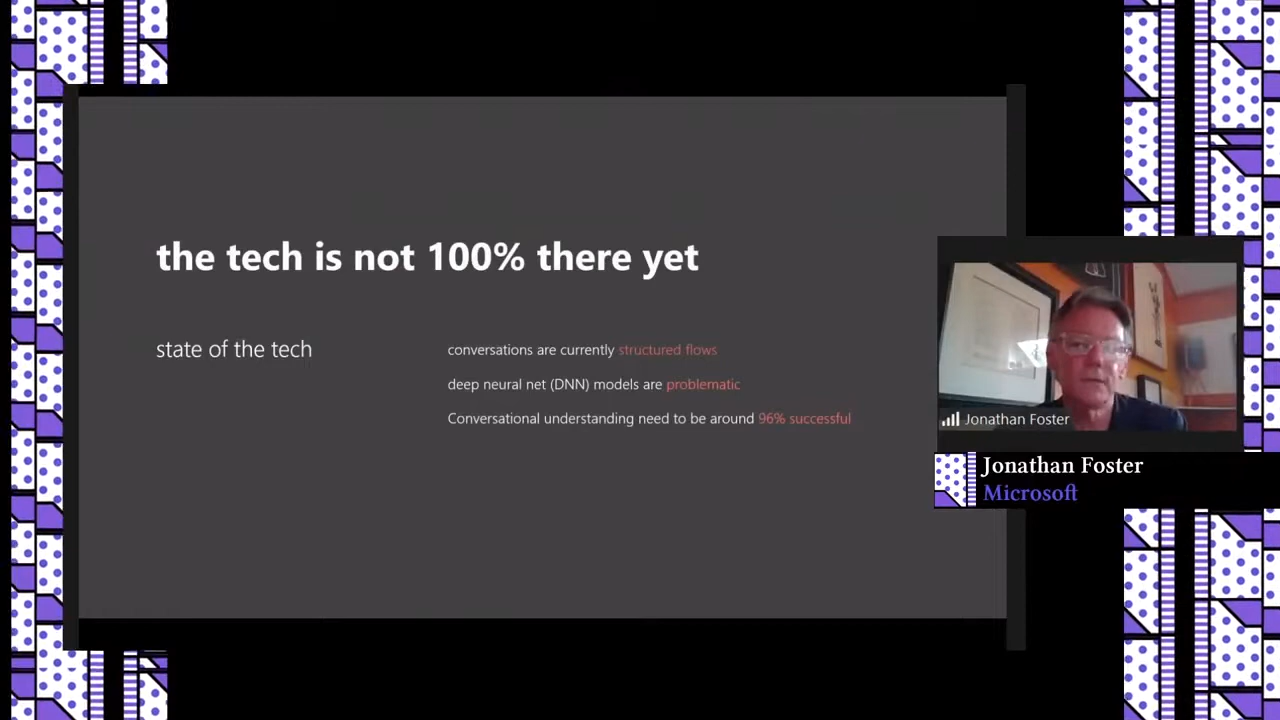 the tech is not 100% there yet
state of the tech
conversations are currently structured flows
deep neural net (DNN) models are problematic
Conversational understanding need to be around 96% successful
Jonathan Foster
Jonathan Foster
Microsoft